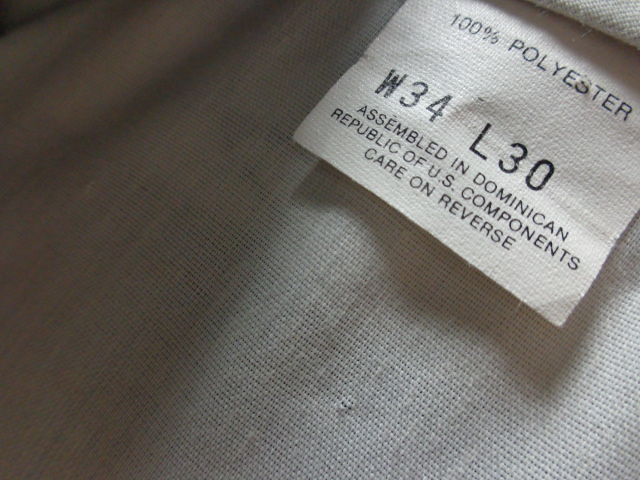 100% POLYESTER
W34 L30
ASSEMBLED IN DOMINICAN
REPUBLIC OF U.S. COMPONENTS
CARE ON REVERSE